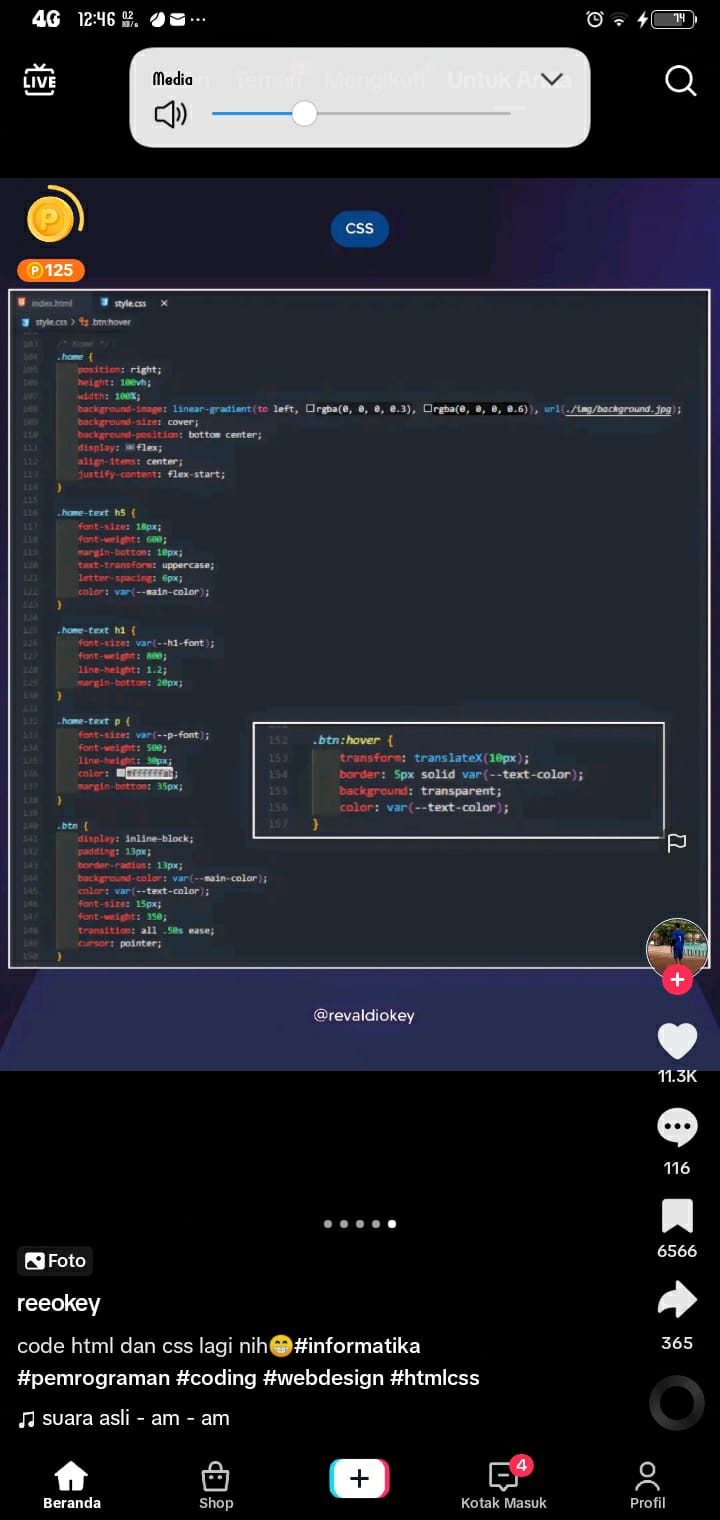 4G 12:46 0.2 KB/s 74
LIVE
Media
Teman Mengikuti Untuk Anda
P
P 125
CSS
index.html style.css ×
style.css > .btn:hover
103 /* Home */
104 .home {
105 position: right;
106 height: 100vh;
107 width: 100%;
108 background-image: linear-gradient(to left, rgba(0, 0, 0, 0.3), rgba(0, 0, 0, 0.6)), url(./img/background.jpg);
109 background-size: cover;
110 background-position: bottom center;
111 display: flex;
112 align-items: center;
113 justify-content: flex-start;
114 }
115
116 .home-text h5 {
117 font-size: 18px;
118 font-weight: 600;
119 margin-bottom: 10px;
120 text-transform: uppercase;
121 letter-spacing: 6px;
122 color: var(--main-color);
123 }
124
125 .home-text h1 {
126 font-size: var(--h1-font);
127 font-weight: 800;
128 line-height: 1.2;
129 margin-bottom: 20px;
130 }
131
132 .home-text p {
133 font-size: var(--p-font);
134 font-weight: 500;
135 line-height: 30px;
136 color: #ffffffab;
137 margin-bottom: 35px;
138 }
139
140 .btn {
141 display: inline-block;
142 padding: 13px;
143 border-radius: 13px;
144 background-color: var(--main-color);
145 color: var(--text-color);
146 font-size: 15px;
147 font-weight: 350;
148 transition: all .50s ease;
149 cursor: pointer;
150 }
152 .btn:hover {
153 transform: translateX(10px);
154 border: 5px solid var(--text-color);
155 background: transparent;
156 color: var(--text-color);
157 }
@revaldiokey
11.3K
116
6566
365
Foto
reeokey
code html dan css lagi nih😁#informatika
#pemrograman #coding #webdesign #htmlcss
suara asli - am - am
4
Beranda Shop Kotak Masuk Profil